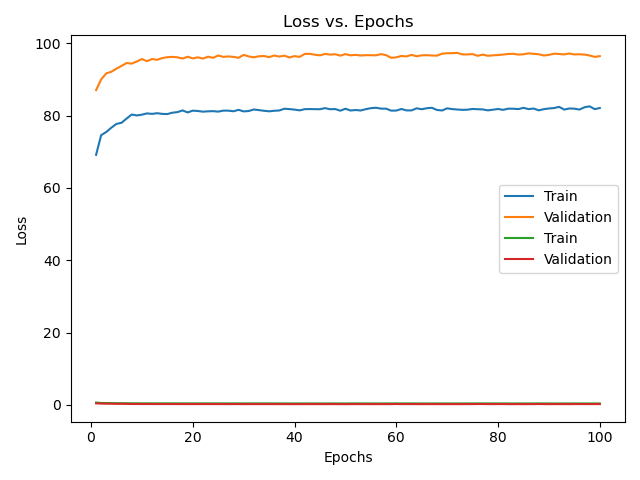 Loss vs. Epochs
100
80
60
40
20
0
Loss
Train
Validation
Train
Validation
0 20 40 60 80 100
Epochs